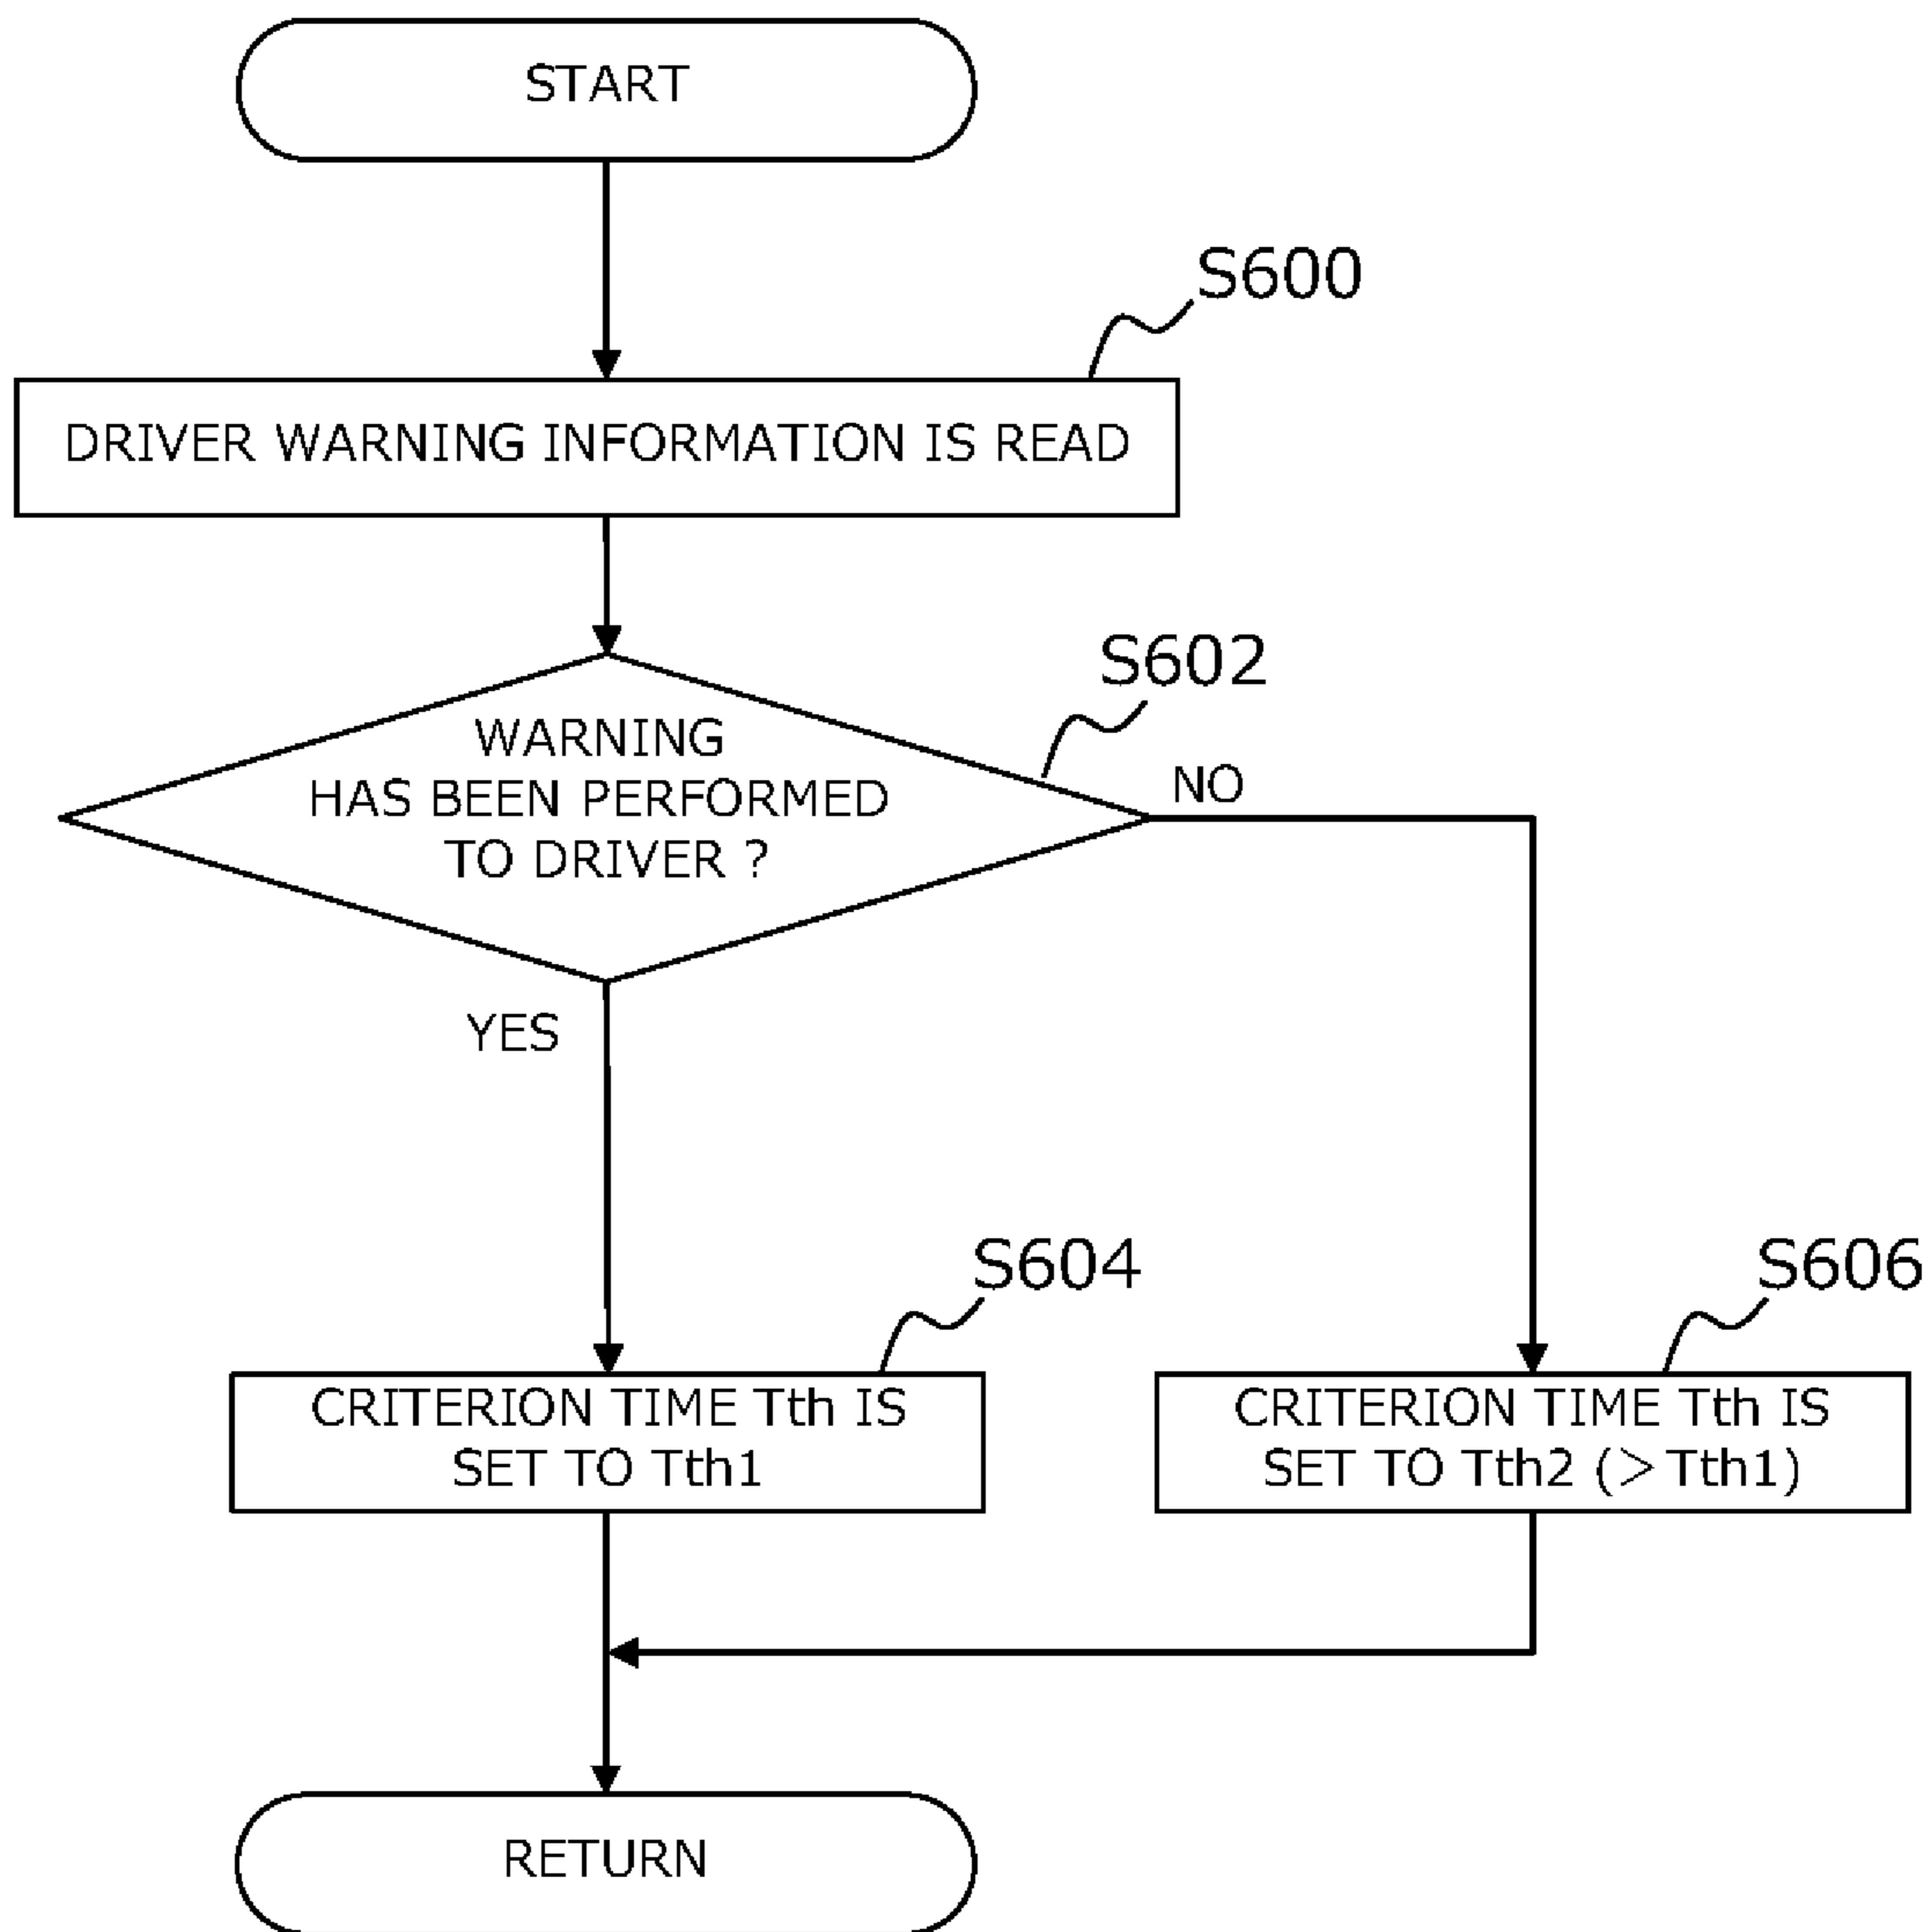 START
S600
DRIVER WARNING INFORMATION IS READ
S602
WARNING
HAS BEEN PERFORMED
TO DRIVER ?
NO
YES
S604
S606
CRITERION TIME Tth IS
SET TO Tth1
CRITERION TIME Tth IS
SET TO Tth2 (>Tth1)
RETURN